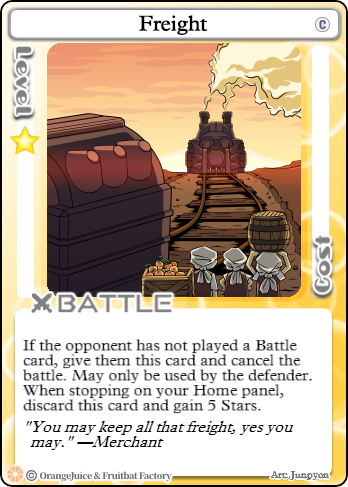 Freight
C
Level
Cost
BATTLE
If the opponent has not played a Battle
card, give them this card and cancel the
battle. May only be used by the defender.
When stopping on your Home panel,
discard this card and gain 5 Stars.
"You may keep all that freight, yes you
may." —Merchant
© OrangeJuice & Fruitbat Factory
Art: Junpyon